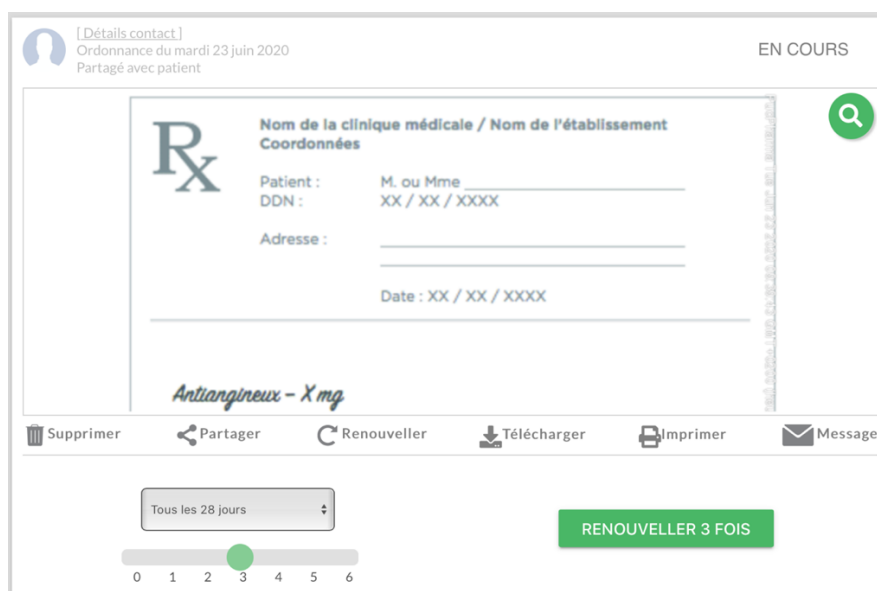 [ Détails contact ]
Ordonnance du mardi 23 juin 2020
Partagé avec patient
EN COURS
Rx
Nom de la clinique médicale / Nom de l'établissement
Coordonnées
Patient : M. ou Mme
DDN : XX / XX / XXXX
Adresse :
Date : XX / XX / XXXX
Antiangineux – X mg
Supprimer Partager Renouveller Télécharger Imprimer Message
Tous les 28 jours
RENOUVELLER 3 FOIS
0 1 2 3 4 5 6